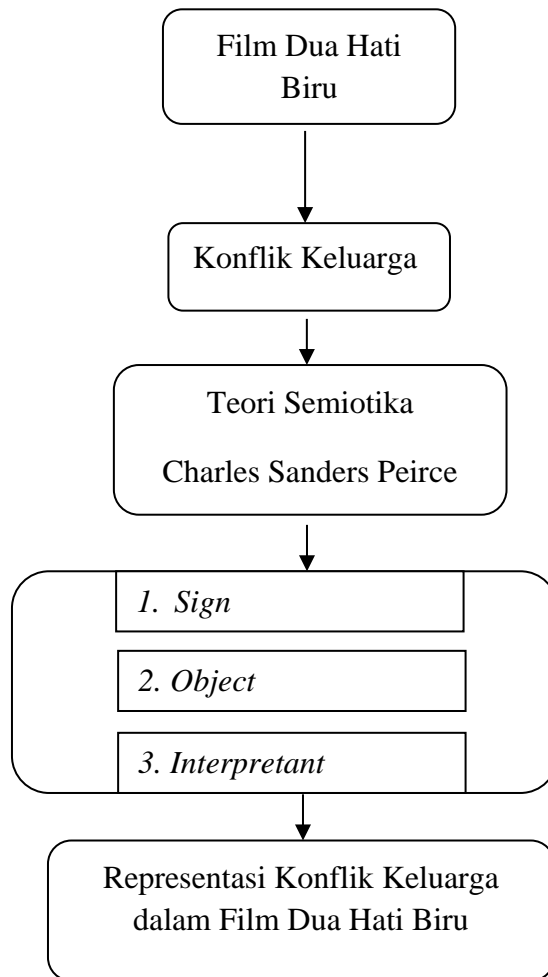 Film Dua Hati
Biru
Konflik Keluarga
Teori Semiotika
Charles Sanders Peirce
1. Sign
2. Object
3. Interpretant
Representasi Konflik Keluarga
dalam Film Dua Hati Biru